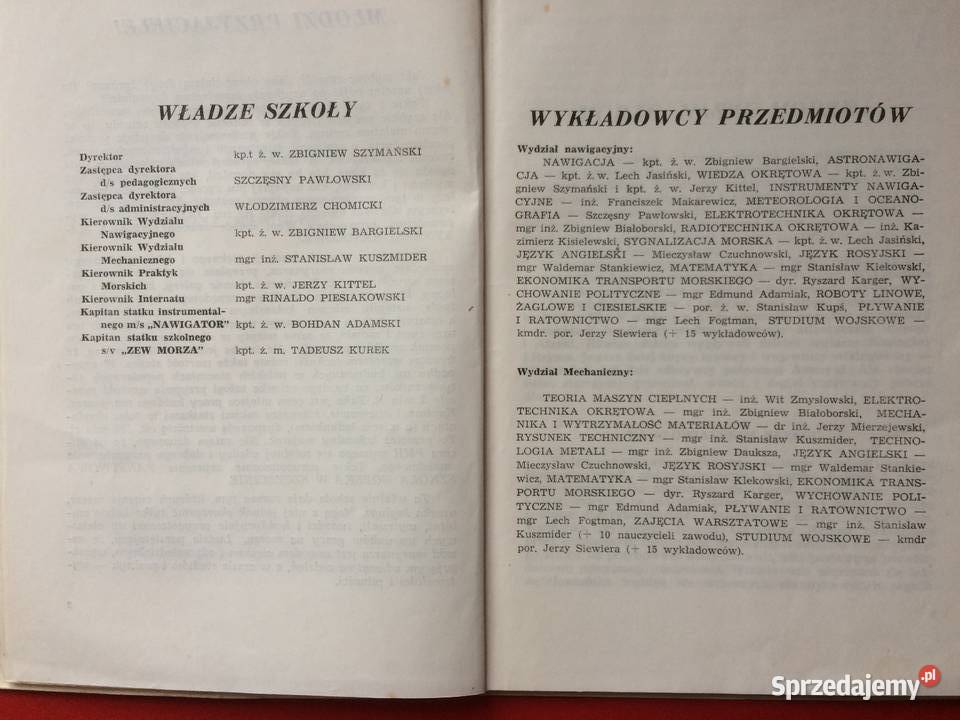 WŁADZE SZKOŁY
Dyrektor kp.t ż. w. ZBIGNIEW SZYMAŃSKI
Zastępca dyrektora
d/s pedagogicznych SZCZĘSNY PAWŁOWSKI
Zastępca dyrektora
d/s administracyjnych WŁODZIMIERZ CHOMICKI
Kierownik Wydziału
Nawigacyjnego kpt. ż. w. ZBIGNIEW BARGIELSKI
Kierownik Wydziału
Mechanicznego mgr inż. STANISŁAW KUSZMIDER
Kierownik Praktyk
Morskich kpt. ż. w. JERZY KITTEL
Kierownik Internatu mgr RINALDO PIESIAKOWSKI
Kapitan statku instrumental-
nego m/s „NAWIGATOR” kpt. ż. w. BOHDAN ADAMSKI
Kapitan statku szkolnego
s/v „ZEW MORZA” kpt. ż. m. TADEUSZ KUREK
WYKŁADOWCY PRZEDMIOTÓW
Wydział nawigacyjny:
NAWIGACJA — kpt. ż. w. Zbigniew Bargielski, ASTRONAWIGA-
CJA — kpt. ż. w. Lech Jasiński, WIEDZA OKRĘTOWA — kpt. ż. w. Zbi-
gniew Szymański i kpt. ż. w. Jerzy Kittel, INSTRUMENTY NAWIGA-
CYJNE — inż. Franciszek Makarewicz, METEOROLOGIA I OCEANO-
GRAFIA — Szczęsny Pawłowski, ELEKTROTECHNIKA OKRĘTOWA —
mgr inż. Zbigniew Białoborski, RADIOTECHNIKA OKRĘTOWA — inż. Ka-
zimierz Kisielewski, SYGNALIZACJA MORSKA — kpt. ż. w. Lech Jasiński,
JĘZYK ANGIELSKI — Mieczysław Czuchnowski, JĘZYK ROSYJSKI —
mgr Waldemar Stankiewicz, MATEMATYKA — mgr Stanisław Klekowski,
EKONOMIKA TRANSPORTU MORSKIEGO — dyr. Ryszard Karger, WY-
CHOWANIE POLITYCZNE — mgr Edmund Adamiak, ROBOTY LINOWE,
ŻAGLOWE I CIESIELSKIE — por. ż. w. Stanisław Kupś, PŁYWANIE
I RATOWNICTWO — mgr Lech Fogtman, STUDIUM WOJSKOWE —
kmdr. por. Jerzy Siewiera (+ 15 wykładowców).
Wydział Mechaniczny:
TEORIA MASZYN CIEPLNYCH — inż. Wit Zmysłowski, ELEKTRO-
TECHNIKA OKRĘTOWA — mgr inż. Zbigniew Białoborski, MECHA-
NIKA I WYTRZYMAŁOŚĆ MATERIAŁÓW — dr inż. Jerzy Mierzejewski,
RYSUNEK TECHNICZNY — mgr inż. Stanisław Kuszmider, TECHNO-
LOGIA METALI — mgr inż. Zbigniew Dauksza, JĘZYK ANGIELSKI —
Mieczysław Czuchnowski, JĘZYK ROSYJSKI — mgr Waldemar Stankie-
wicz, MATEMATYKA — mgr Stanisław Klekowski, EKONOMIKA TRANS-
PORTU MORSKIEGO — dyr. Ryszard Karger, WYCHOWANIE POLI-
TYCZNE — mgr Edmund Adamiak, PŁYWANIE I RATOWNICTWO —
mgr Lech Fogtman, ZAJĘCIA WARSZTATOWE — mgr inż. Stanisław
Kuszmider (+ 10 nauczycieli zawodu), STUDIUM WOJSKOWE — kmdr
por. Jerzy Siewiera (+ 15 wykładowców).
Sprzedajemy.pl